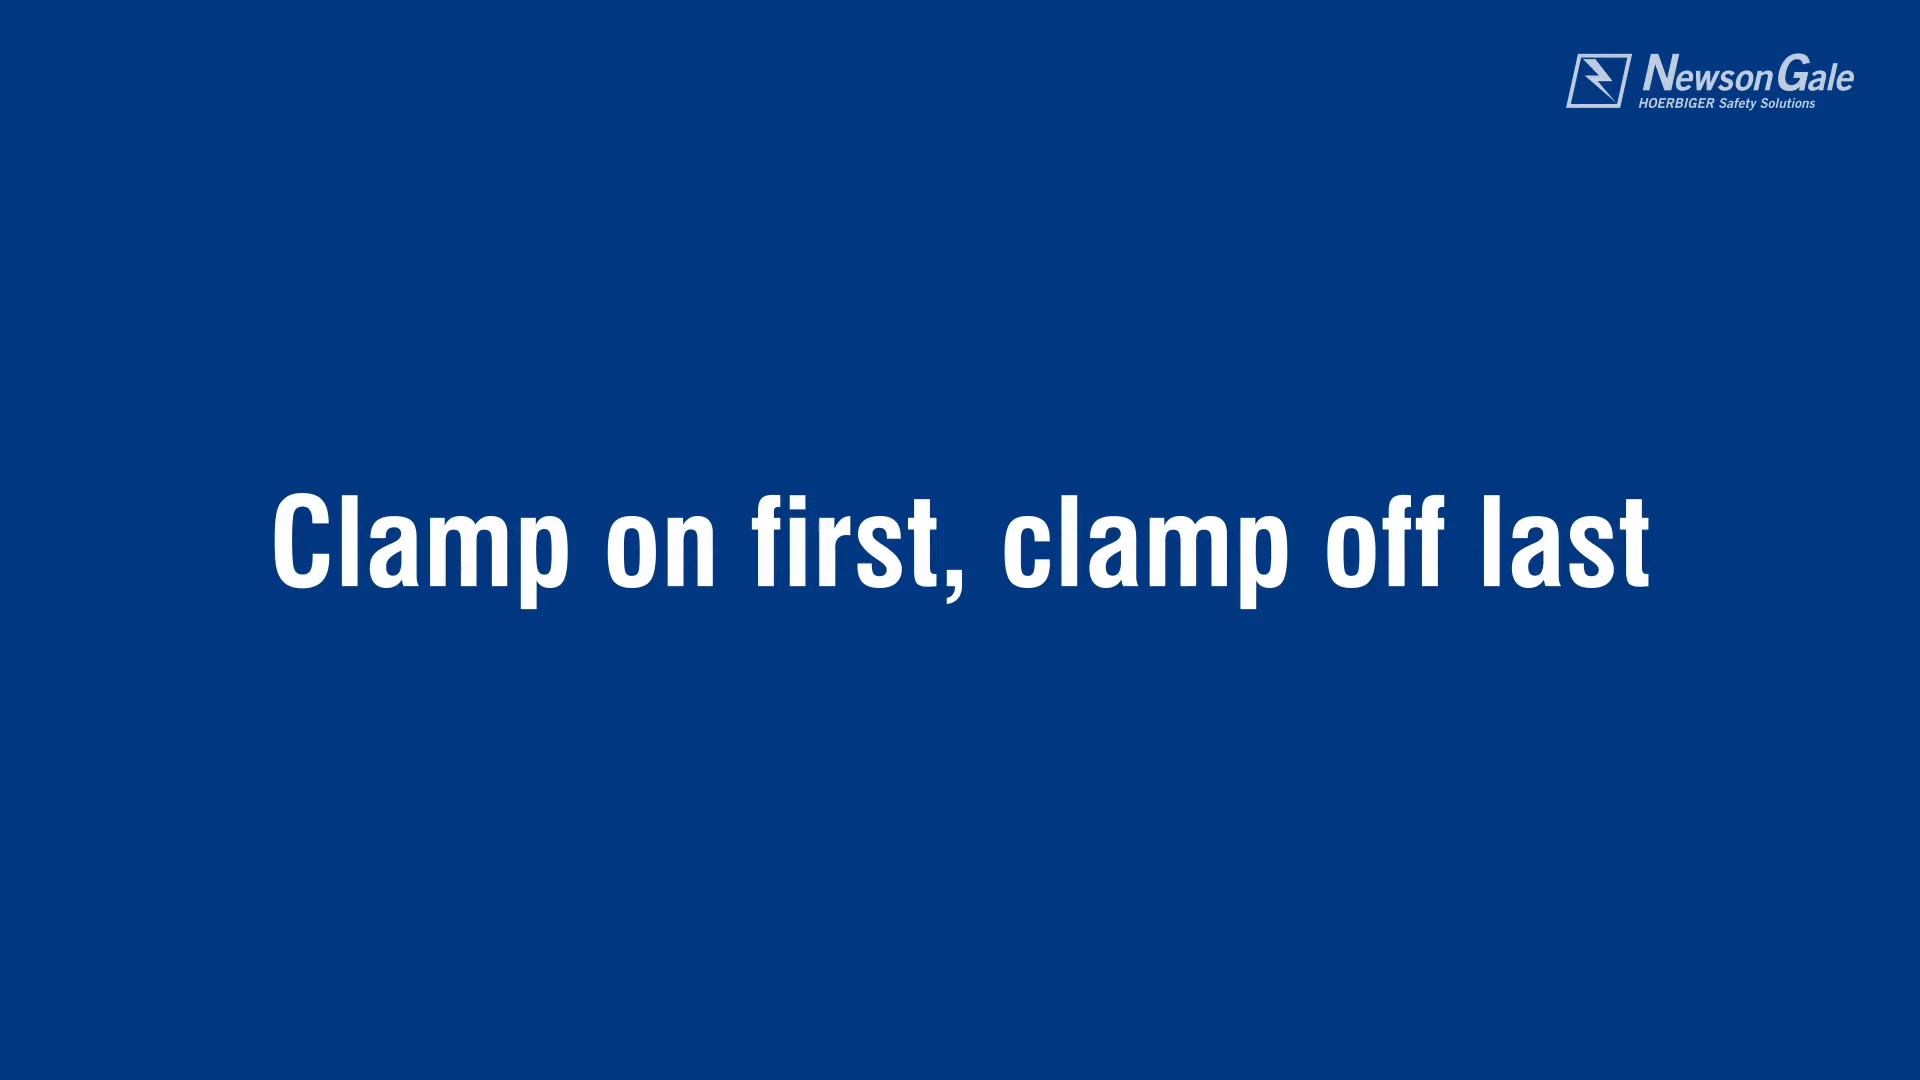 NewsonGale
HOERBIGER Safety Solutions
Clamp on first, clamp off last